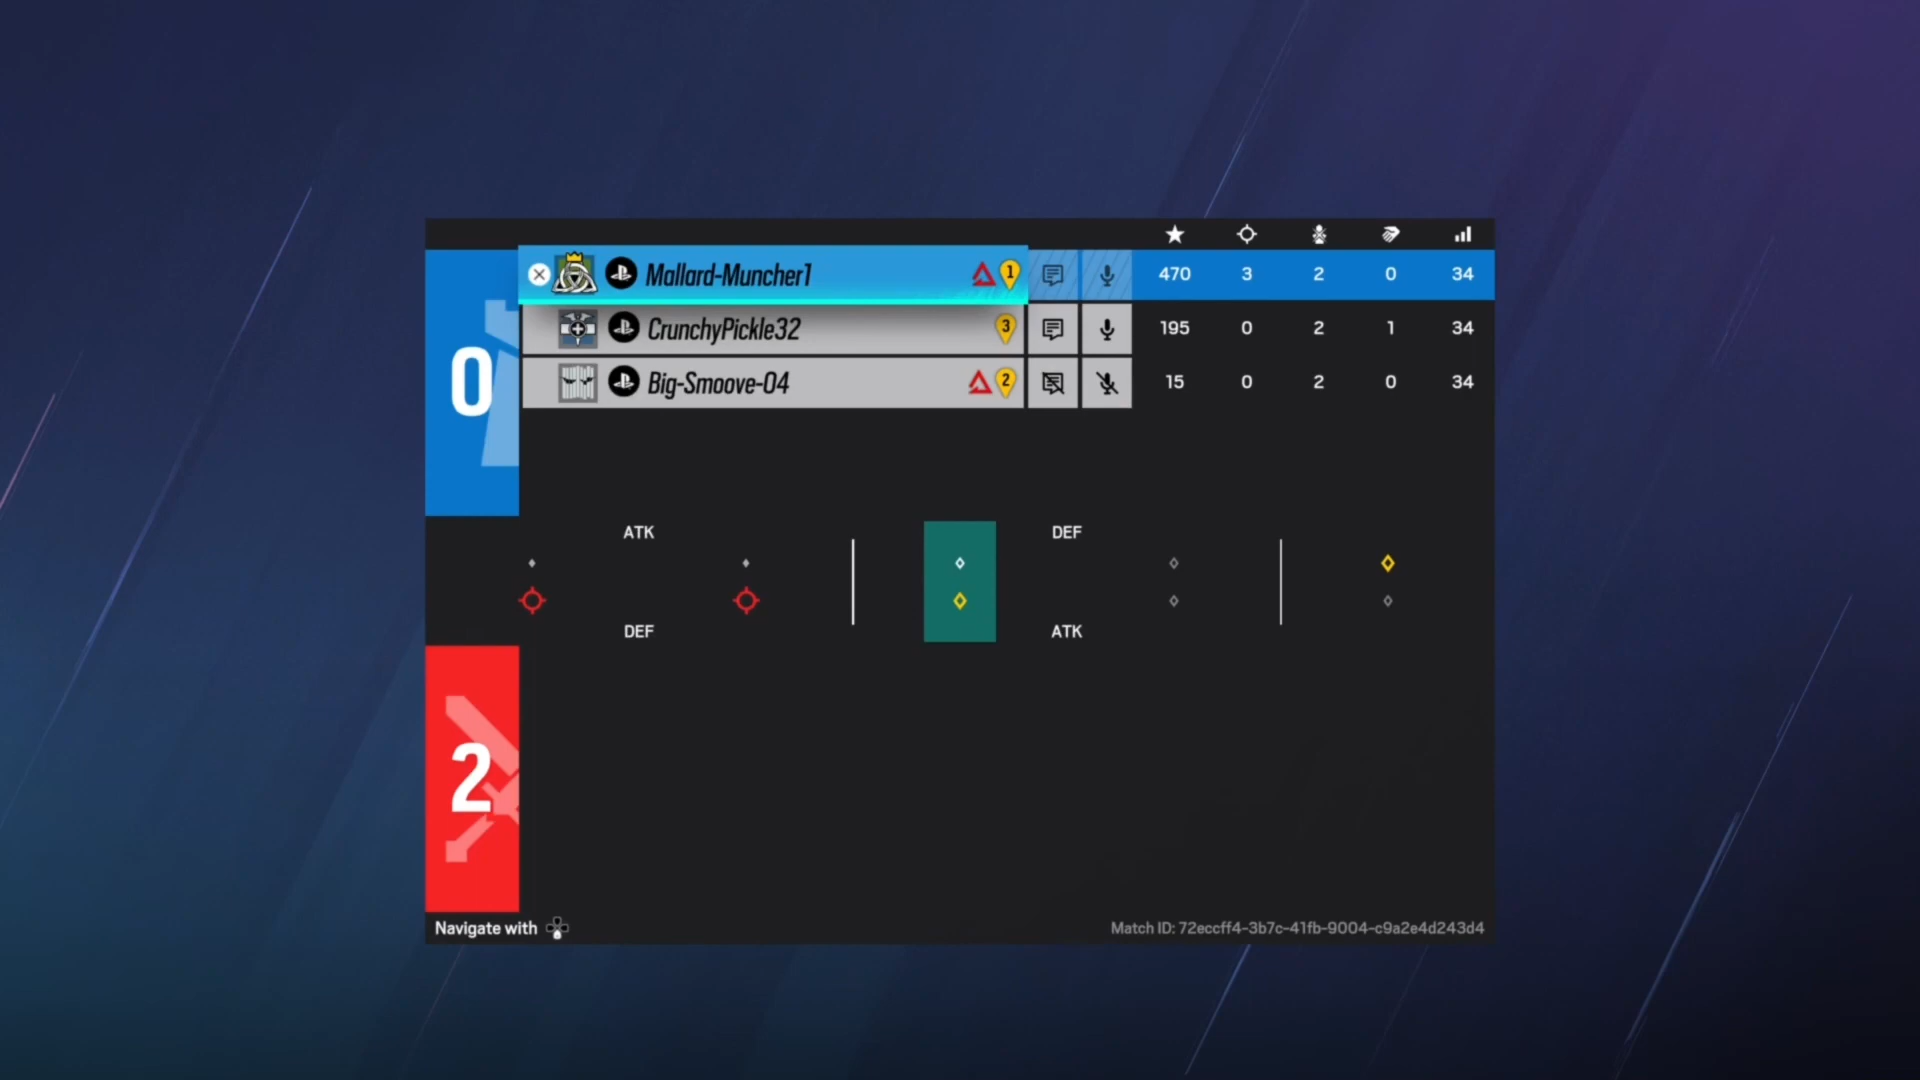 1 Mallard-Muncher1 470 3 2 0 34
CrunchyPickle32 3 195 0 2 1 34
Big-Smoove-04 2 15 0 2 0 34
0
ATK DEF
DEF ATK
2
Navigate with
Match ID: 72eccff4-3b7c-41fb-9004-c9a2e4d243d4